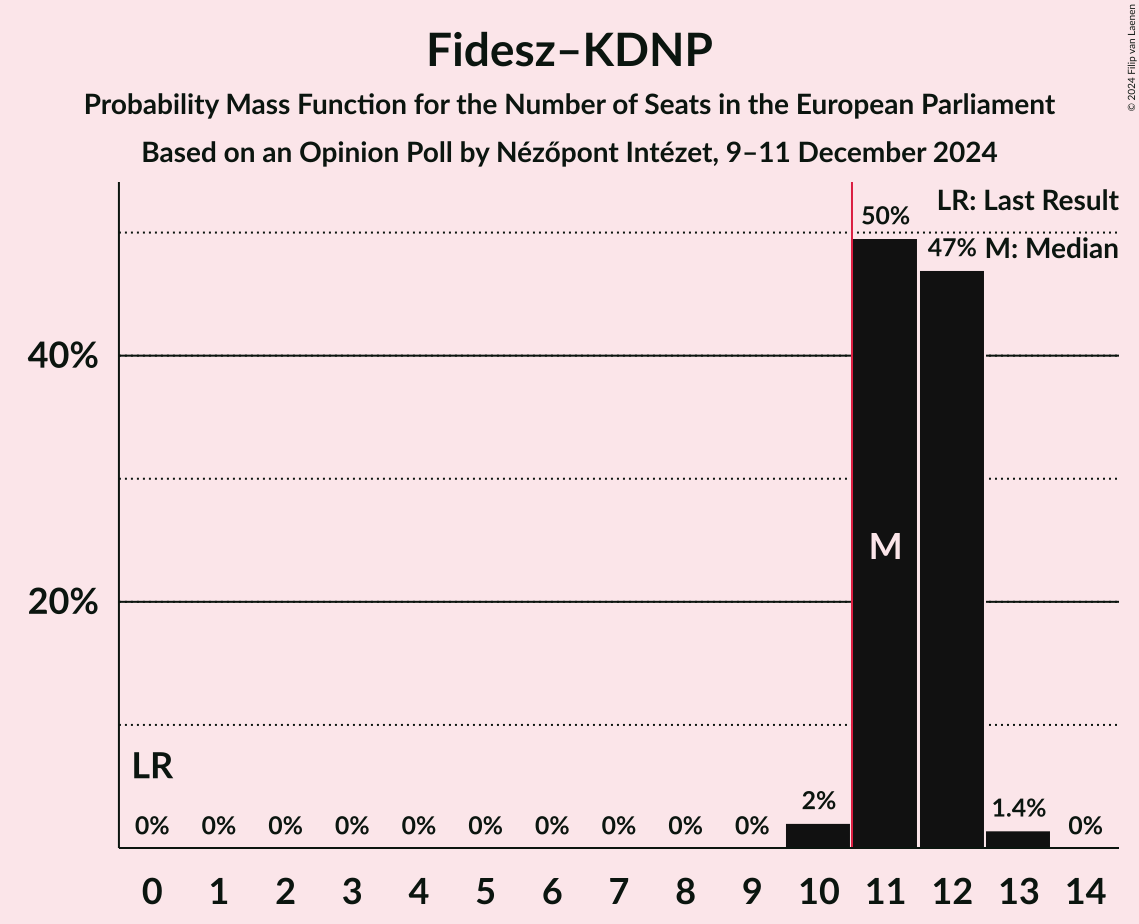 Fidesz–KDNP
Probability Mass Function for the Number of Seats in the European Parliament
Based on an Opinion Poll by Nézőpont Intézet, 9–11 December 2024
© 2024 Filip van Laenen
LR: Last Result
M: Median
50%
47%
40%
M
20%
LR
0% 0% 0% 0% 0% 0% 0% 0% 0% 0% 2% 1.4% 0%
0 1 2 3 4 5 6 7 8 9 10 11 12 13 14